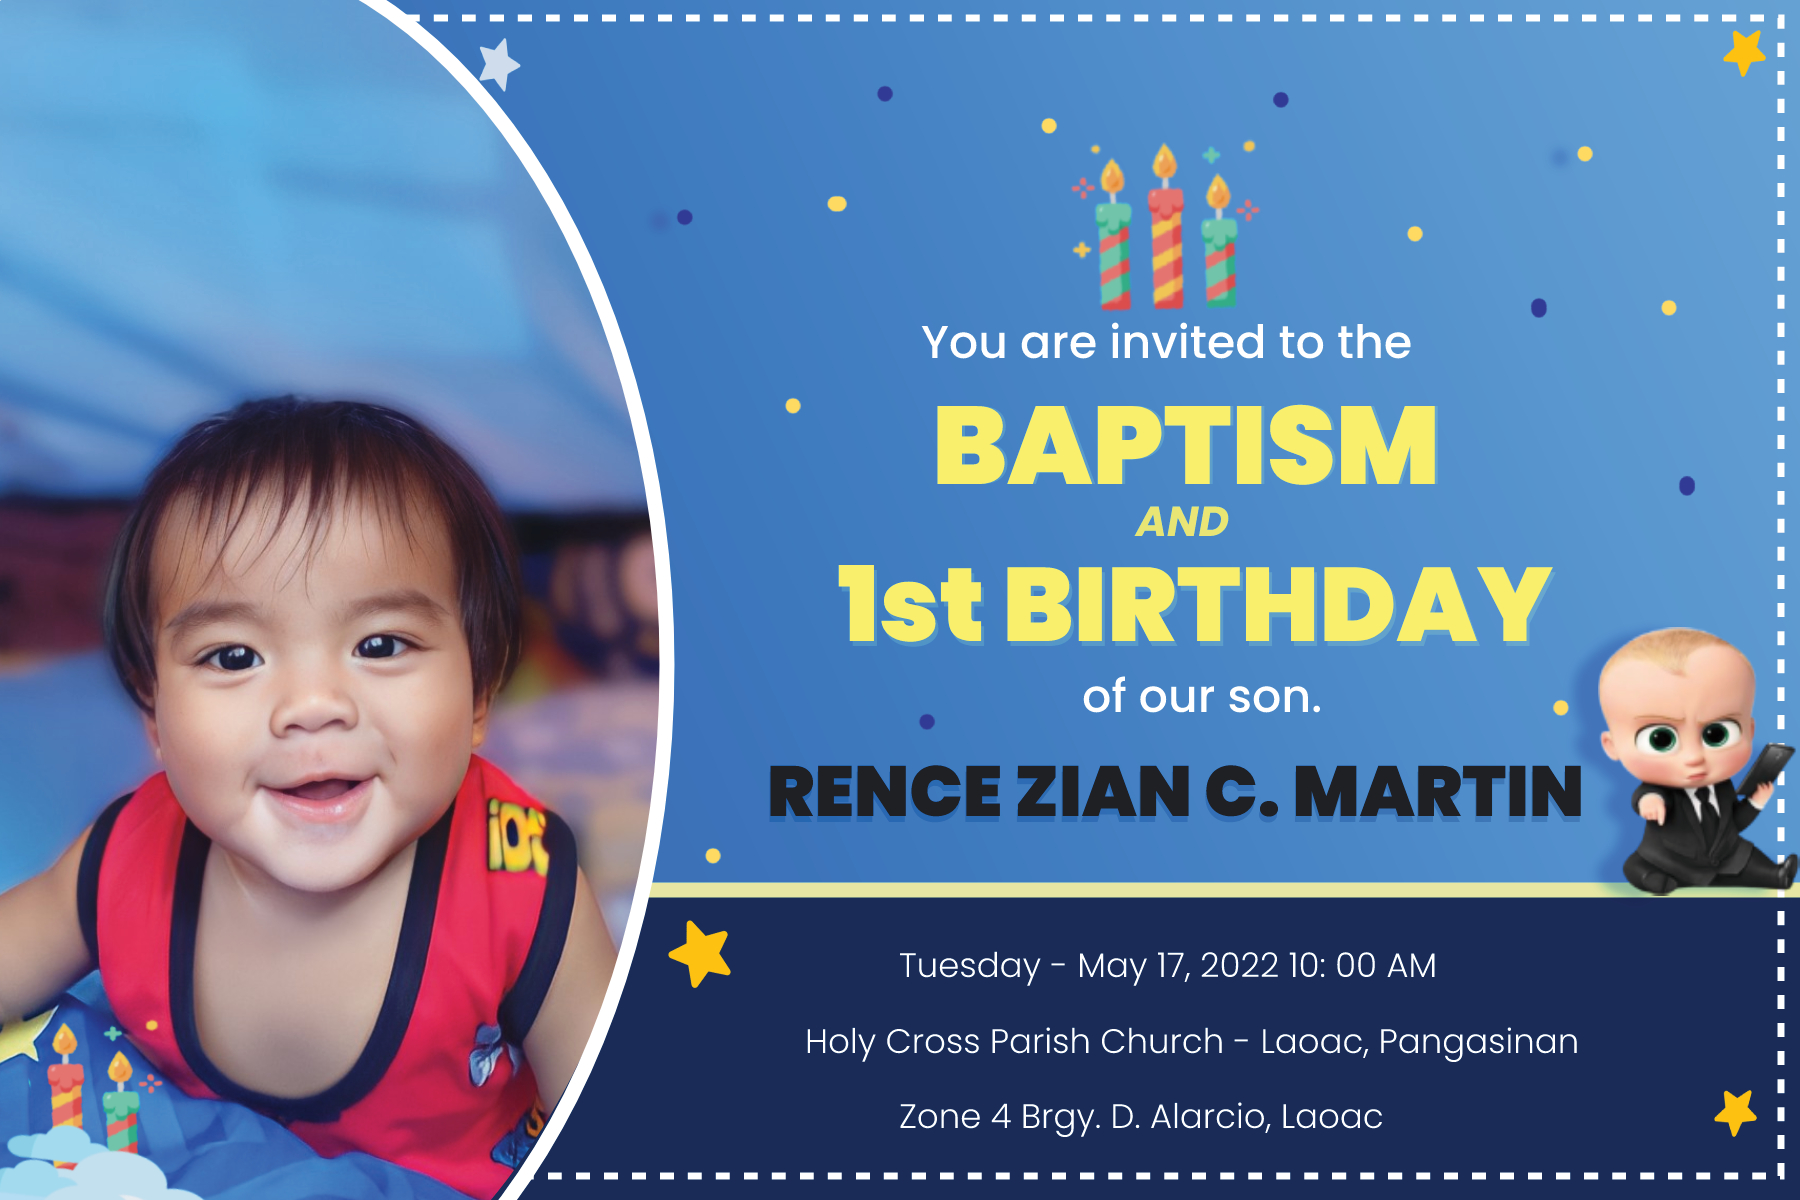 You are invited to the
BAPTISM
AND
1st BIRTHDAY
of our son.
RENCE ZIAN C. MARTIN
Tuesday - May 17, 2022 10: 00 AM
Holy Cross Parish Church - Laoac, Pangasinan
Zone 4 Brgy. D. Alarcio, Laoac